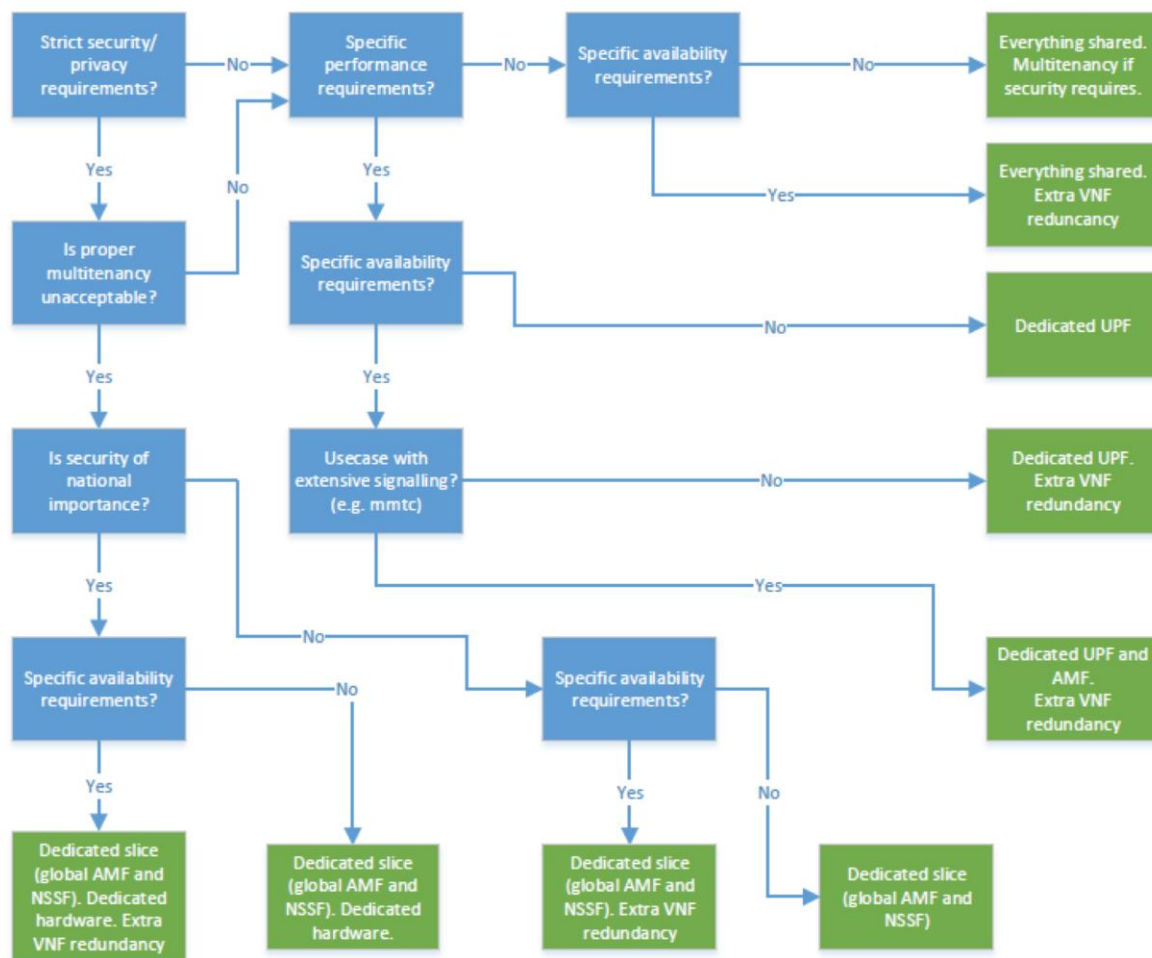 Strict security/
privacy
requirements?
No
Specific
performance
requirements?
No
Specific availability
requirements?
No
Everything shared.
Multitenancy if
security requires.
Yes
No
Yes
Yes
Everything shared.
Extra VNF
reduncancy
Is proper
multitenancy
unacceptable?
Specific availability
requirements?
No
Dedicated UPF
Yes
Yes
Is security of
national
importance?
Usecase with
extensive signalling?
(e.g. mmtc)
No
Dedicated UPF.
Extra VNF
redundancy
Yes
Yes
No
Specific availability
requirements?
No
Specific availability
requirements?
Dedicated UPF and
AMF.
Extra VNF
redundancy
Yes
Yes
No
Dedicated slice
(global AMF and
NSSF). Dedicated
hardware. Extra
VNF redundancy
Dedicated slice
(global AMF and
NSSF). Dedicated
hardware.
Dedicated slice
(global AMF and
NSSF). Extra VNF
redundancy
Dedicated slice
(global AMF and
NSSF)